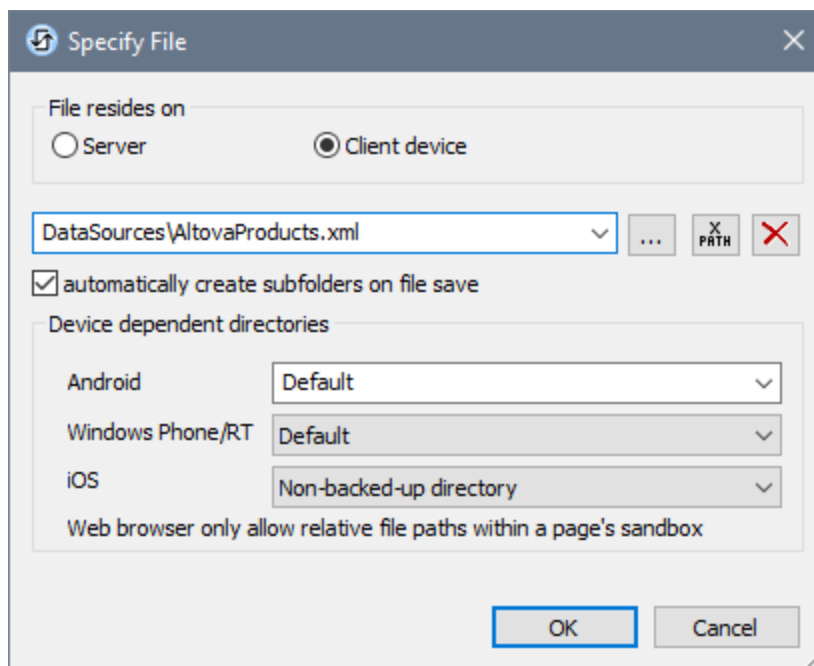 Specify File
File resides on
Server Client device
DataSources\AltovaProducts.xml ... X PATH
automatically create subfolders on file save
Device dependent directories
Android Default
Windows Phone/RT Default
iOS Non-backed-up directory
Web browser only allow relative file paths within a page's sandbox
OK Cancel